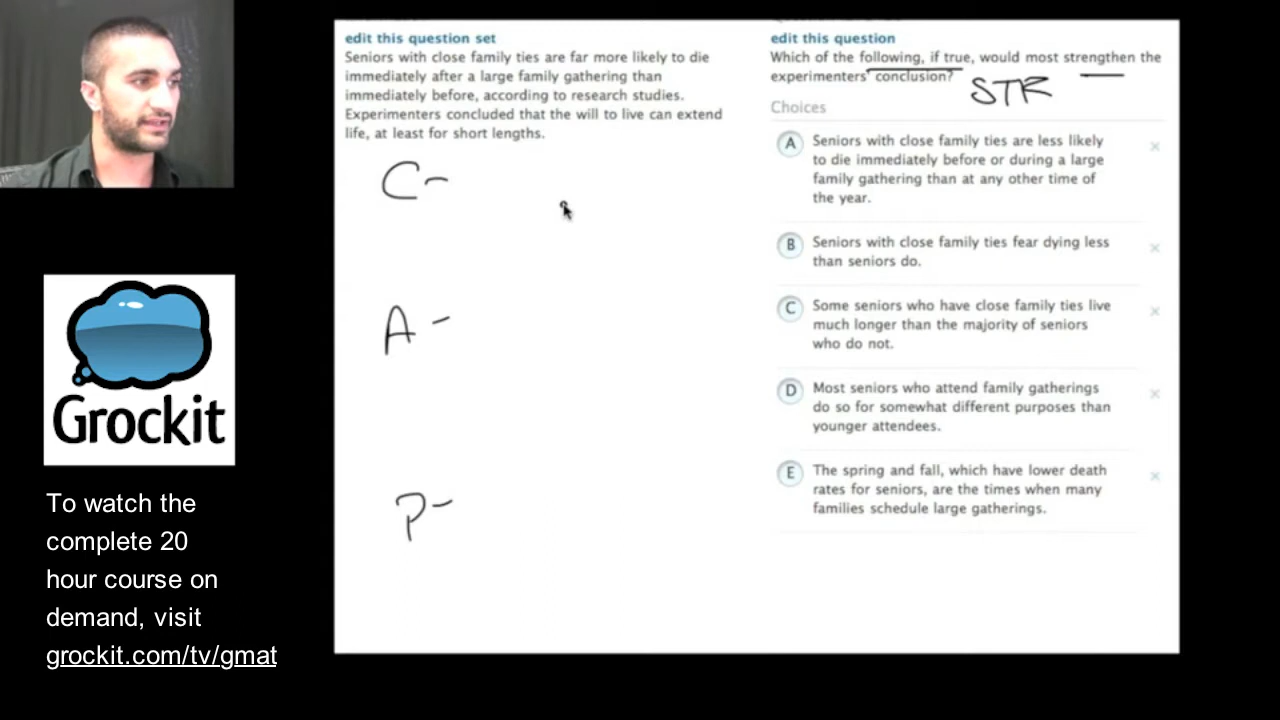 edit this question set
Seniors with close family ties are far more likely to die
immediately after a large family gathering than
immediately before, according to research studies.
Experimenters concluded that the will to live can extend
life, at least for short lengths.
C-
A-
P-
edit this question
Which of the following, if true, would most strengthen the
experimenters' conclusion?
STR
Choices
A Seniors with close family ties are less likely
to die immediately before or during a large
family gathering than at any other time of
the year.
B Seniors with close family ties fear dying less
than seniors do.
C Some seniors who have close family ties live
much longer than the majority of seniors
who do not.
D Most seniors who attend family gatherings
do so for somewhat different purposes than
younger attendees.
E The spring and fall, which have lower death
rates for seniors, are the times when many
families schedule large gatherings.
Grockit
To watch the
complete 20
hour course on
demand, visit
grockit.com/tv/gmat